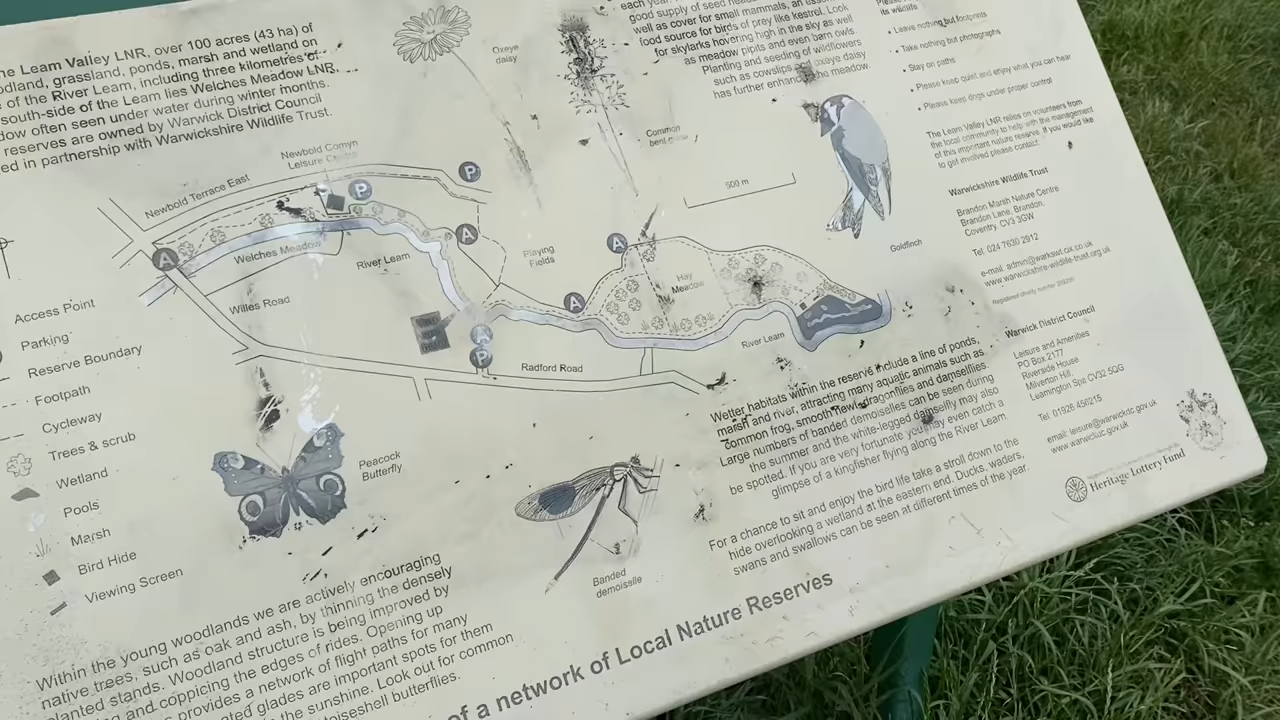 he Leam Valley LNR, over 100 acres (43 ha) of
odland, grassland, ponds, marsh and wetland on
of the River Leam, including three kilometres of
south-side of the Leam lies Welches Meadow LNR,
dow often seen under water during winter months.
reserves are owned by Warwick District Council
ed in partnership with Warwickshire Wildlife Trust.
Oxeye
daisy
Common
bent
each year
good supply of seed
well as cover for small mammals, an
food source for birds of prey like kestrel. Look
for skylarks hovering high in the sky as well
as meadow pipits and even barn owls.
Planting and seeding of wildflowers
such as cowslips and oxeye daisy
has further enhanced the meadow.
its wildlife
• Leave nothing but footprints
• Take nothing but photographs
• Stay on paths
• Please keep quiet and enjoy what you can hear
• Please keep dogs under proper control
The Leam Valley LNR relies on volunteers from
the local community to help with the management
of this important nature reserve. If you would like
to get involved please contact:
Warwickshire Wildlife Trust
Brandon Marsh Nature Centre
Brandon Lane, Brandon,
Coventry, CV3 3GW
Tel: 024 7630 2912
e-mail: admin@warkswt.cix.co.uk
www.warwickshire-wildlife-trust.org.uk
Registered charity number
Warwick District Council
Leisure and Amenities
PO Box 2177
Riverside House
Milverton Hill,
Leamington Spa CV32 5QG
Tel: 01926 450215
email: leisure@warwickdc.gov.uk
www.warwickdc.gov.uk
Heritage Lottery Fund
Newbold Comyn
Leisure Centre
Newbold Terrace East
P
P
A
A
A
A
A
P
Welches Meadow
River Leam
Willes Road
Playing
Fields
Hay
Meadow
River Leam
Radford Road
500 m
Goldfinch
Access Point
Parking
Reserve Boundary
Footpath
Cycleway
Trees & scrub
Wetland
Pools
Marsh
Bird Hide
Viewing Screen
Peacock
Butterfly
Banded
demoiselle
Wetter habitats within the reserve include a line of ponds,
marsh and river, attracting many aquatic animals such as
common frog, smooth newt, dragonflies and damselflies.
Large numbers of banded demoiselles can be seen during
the summer and the white-legged damselfly may also
be spotted. If you are very fortunate you may even catch a
glimpse of a kingfisher flying along the River Leam.
For a chance to sit and enjoy the bird life take a stroll down to the
hide overlooking a wetland at the eastern end. Ducks, waders,
swans and swallows can be seen at different times of the year.
Within the young woodlands we are actively encouraging
native trees, such as oak and ash, by thinning the densely
planted stands. Woodland structure is being improved by
ng and coppicing the edges of rides. Opening up
s provides a network of flight paths for many
ated glades are important spots for them
the sunshine. Look out for common
toiseshell butterflies.
of a network of Local Nature Reserves